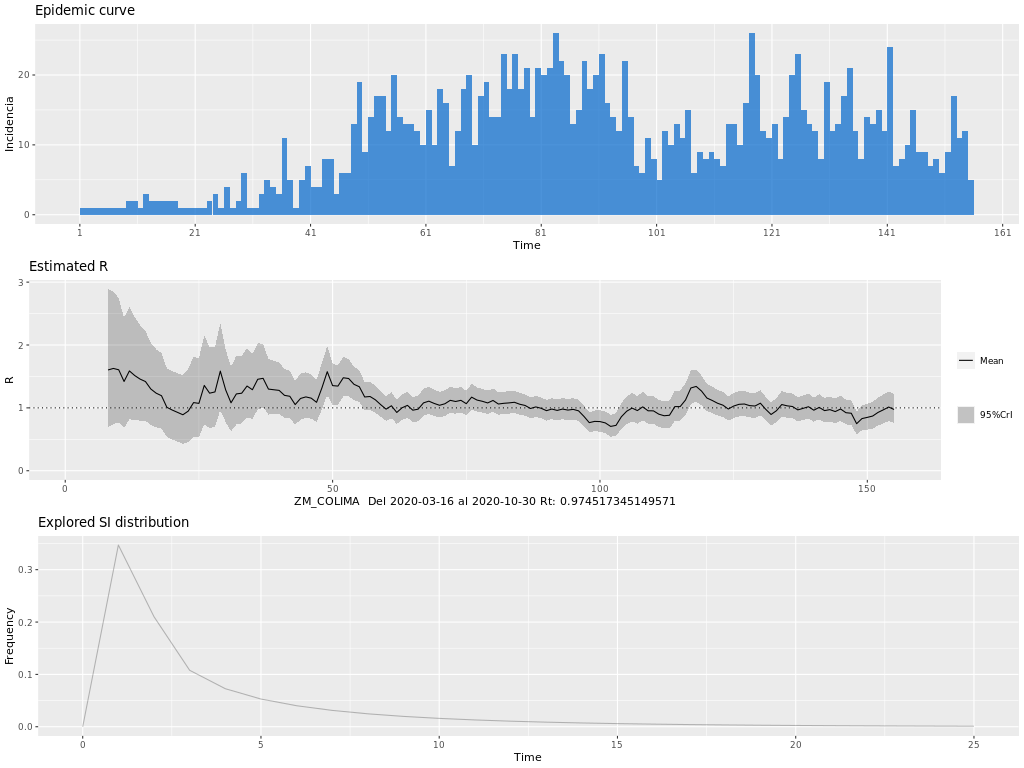 Epidemic curve
Incidencia
20
10
0
1 21 41 61 81 101 121 141 161
Time
Estimated R
R
3
2
1
0
Mean
95%CrI
0 50 100 150
ZM_COLIMA Del 2020-03-16 al 2020-10-30 Rt: 0.974517345149571
Explored SI distribution
Frequency
0.3
0.2
0.1
0.0
0 5 10 15 20 25
Time